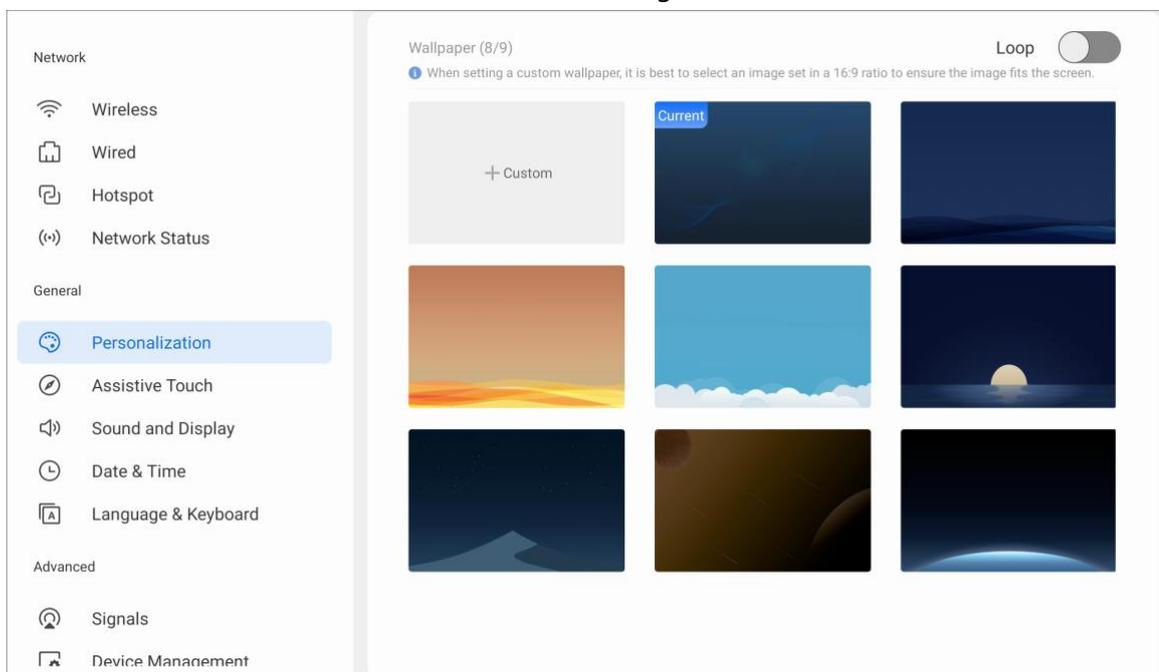 Network
Wireless
Wired
Hotspot
Network Status
General
Personalization
Assistive Touch
Sound and Display
Date & Time
Language & Keyboard
Advanced
Signals
Device Management
Wallpaper (8/9)
Loop
When setting a custom wallpaper, it is best to select an image set in a 16:9 ratio to ensure the image fits the screen.
+ Custom
Current